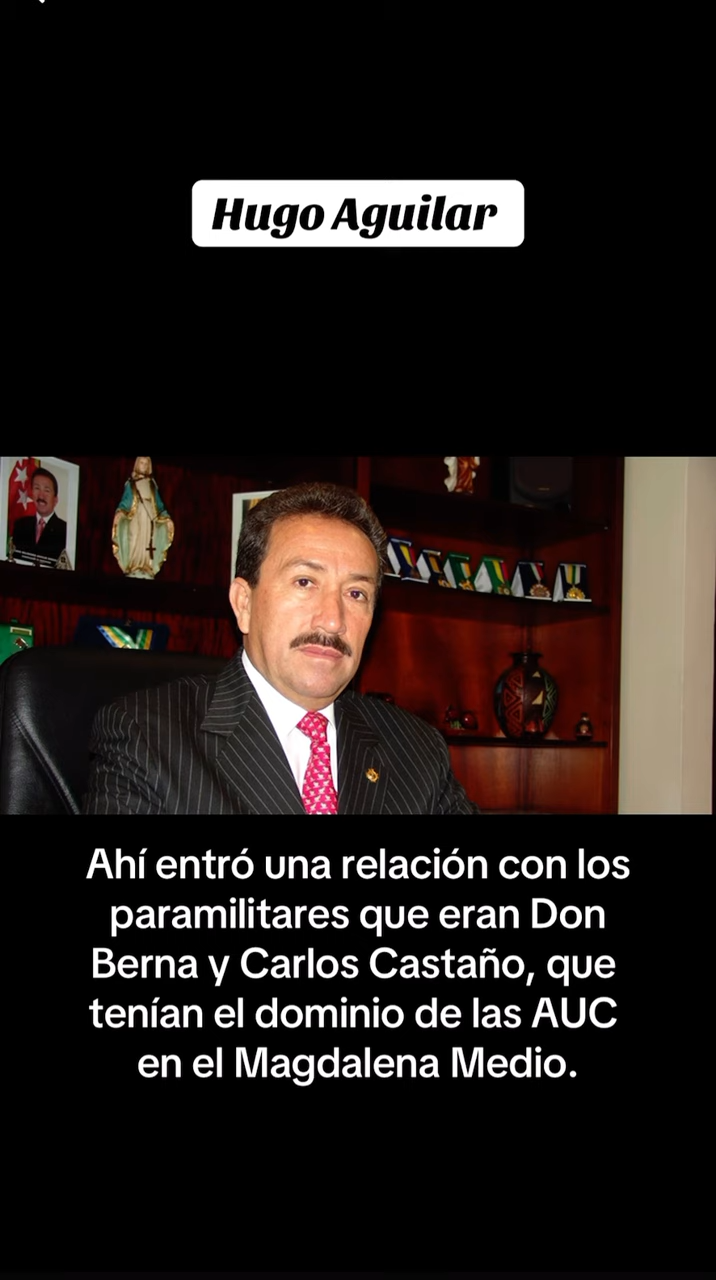 Hugo Aguilar
Ahí entró una relación con los
paramilitares que eran Don
Berna y Carlos Castaño, que
tenían el dominio de las AUC
en el Magdalena Medio.